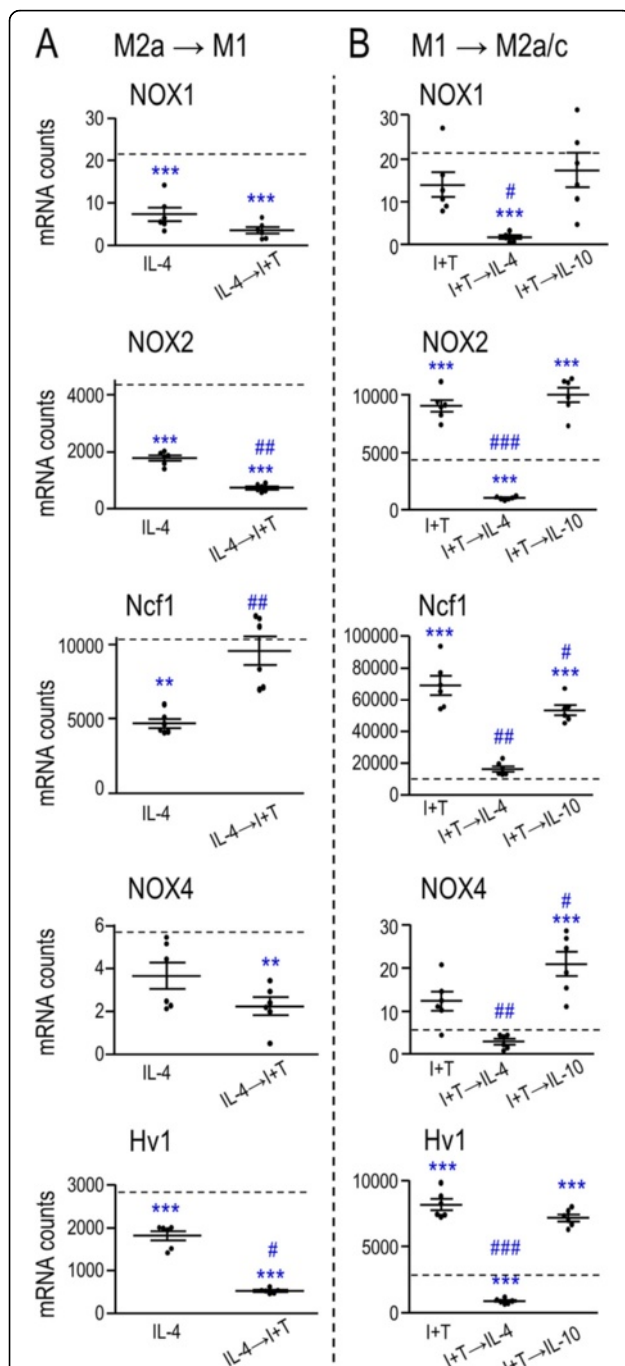 A M2a → M1
NOX1
mRNA counts
30
20
10
0
***
***
IL-4
IL-4→I+T
NOX2
mRNA counts
4000
2000
0
***
##
***
IL-4
IL-4→I+T
Ncf1
mRNA counts
10000
5000
0
**
##
IL-4
IL-4→I+T
NOX4
mRNA counts
6
4
2
0
**
IL-4
IL-4→I+T
Hv1
mRNA counts
3000
2000
1000
0
***
#
***
IL-4
IL-4→I+T
B M1 → M2a/c
NOX1
30
20
10
0
#
***
I+T
I+T→IL-4
I+T→IL-10
NOX2
10000
5000
0
***
###
***
***
I+T
I+T→IL-4
I+T→IL-10
Ncf1
100000
80000
60000
40000
20000
0
***
##
#
***
I+T
I+T→IL-4
I+T→IL-10
NOX4
30
20
10
0
##
#
***
I+T
I+T→IL-4
I+T→IL-10
Hv1
10000
5000
0
***
###
***
***
I+T
I+T→IL-4
I+T→IL-10